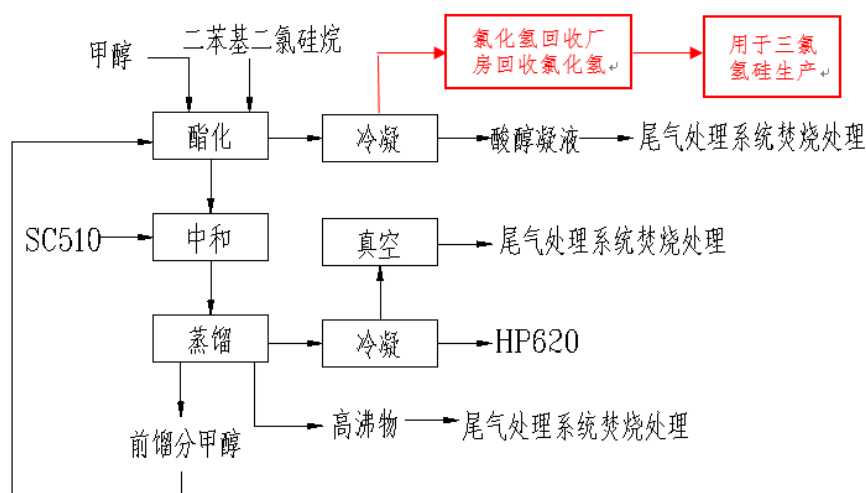 甲醇
二苯基二氯硅烷
氯化氢回收厂
房回收氯化氢
用于三氯
氢硅生产
酯化
冷凝
酸醇凝液
尾气处理系统焚烧处理
SC510
中和
真空
尾气处理系统焚烧处理
蒸馏
冷凝
HP620
前馏分甲醇
高沸物
尾气处理系统焚烧处理